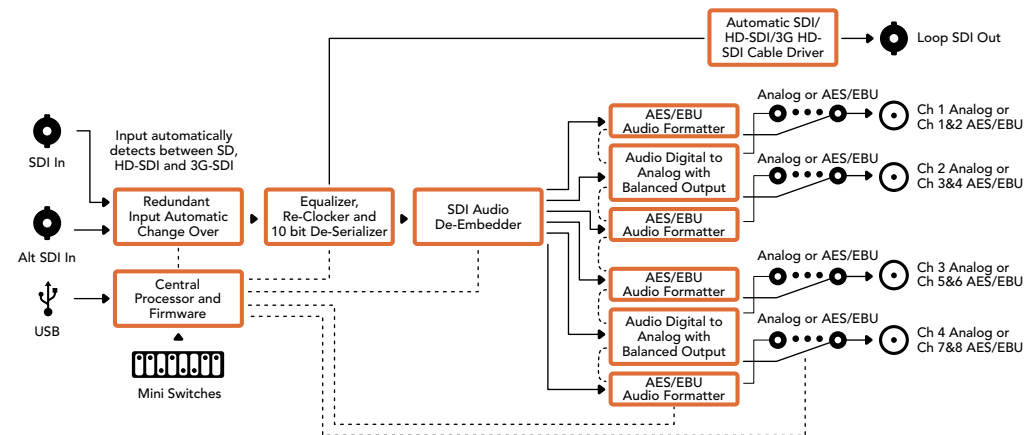 Automatic SDI/
HD-SDI/3G HD-
SDI Cable Driver
Loop SDI Out
SDI In
Input automatically
detects between SD,
HD-SDI and 3G-SDI
Alt SDI In
Redundant
Input Automatic
Change Over
Equalizer,
Re-Clocker and
10 bit De-Serializer
SDI Audio
De-Embedder
USB
Central
Processor and
Firmware
Mini Switches
AES/EBU
Audio Formatter
Audio Digital to
Analog with
Balanced Output
AES/EBU
Audio Formatter
AES/EBU
Audio Formatter
Audio Digital to
Analog with
Balanced Output
AES/EBU
Audio Formatter
Analog or AES/EBU
Ch 1 Analog or
Ch 1&2 AES/EBU
Analog or AES/EBU
Ch 2 Analog or
Ch 3&4 AES/EBU
Analog or AES/EBU
Ch 3 Analog or
Ch 5&6 AES/EBU
Analog or AES/EBU
Ch 4 Analog or
Ch 7&8 AES/EBU